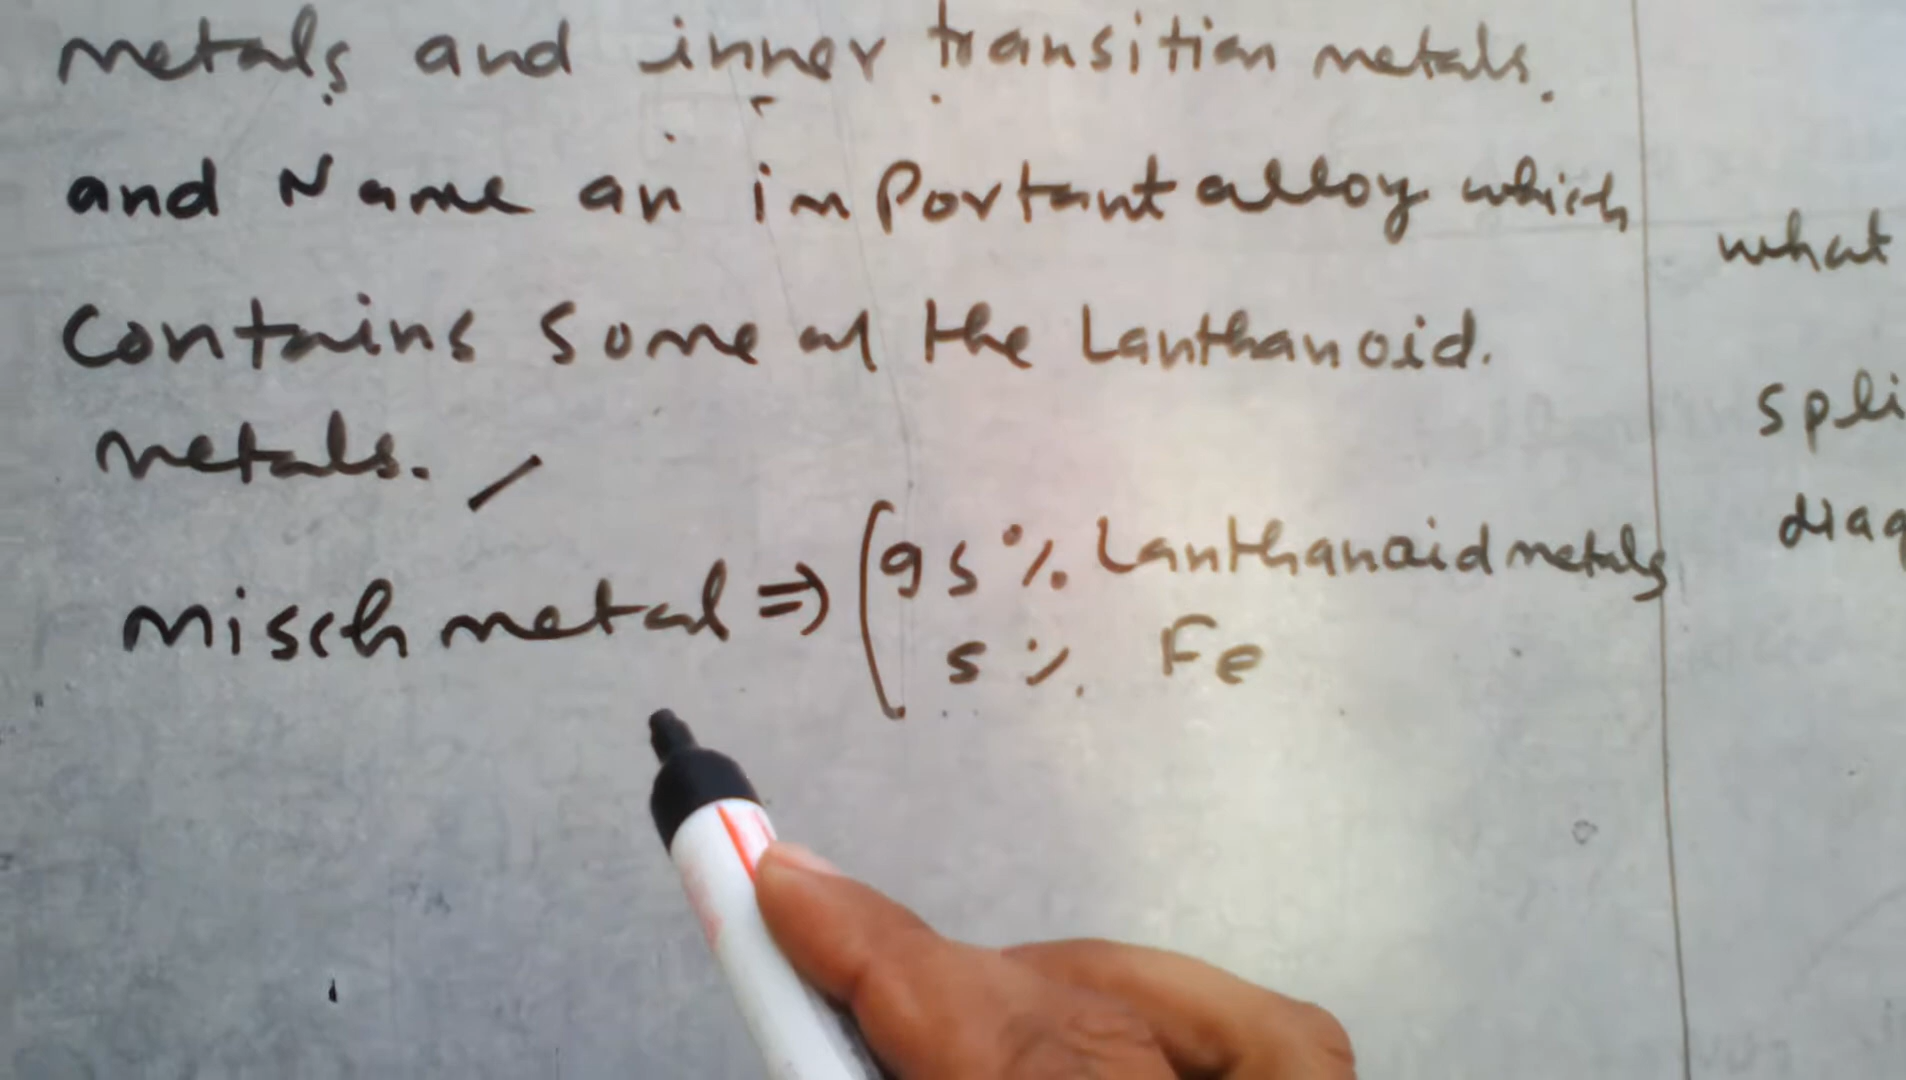 metals and inner transition metals.
and Name an important alloy which
contains some of the Lanthanoid.
metals.
misch metal ⇒ ( 95 % Lanthanoid metals
5 % Fe
what
spli
diag